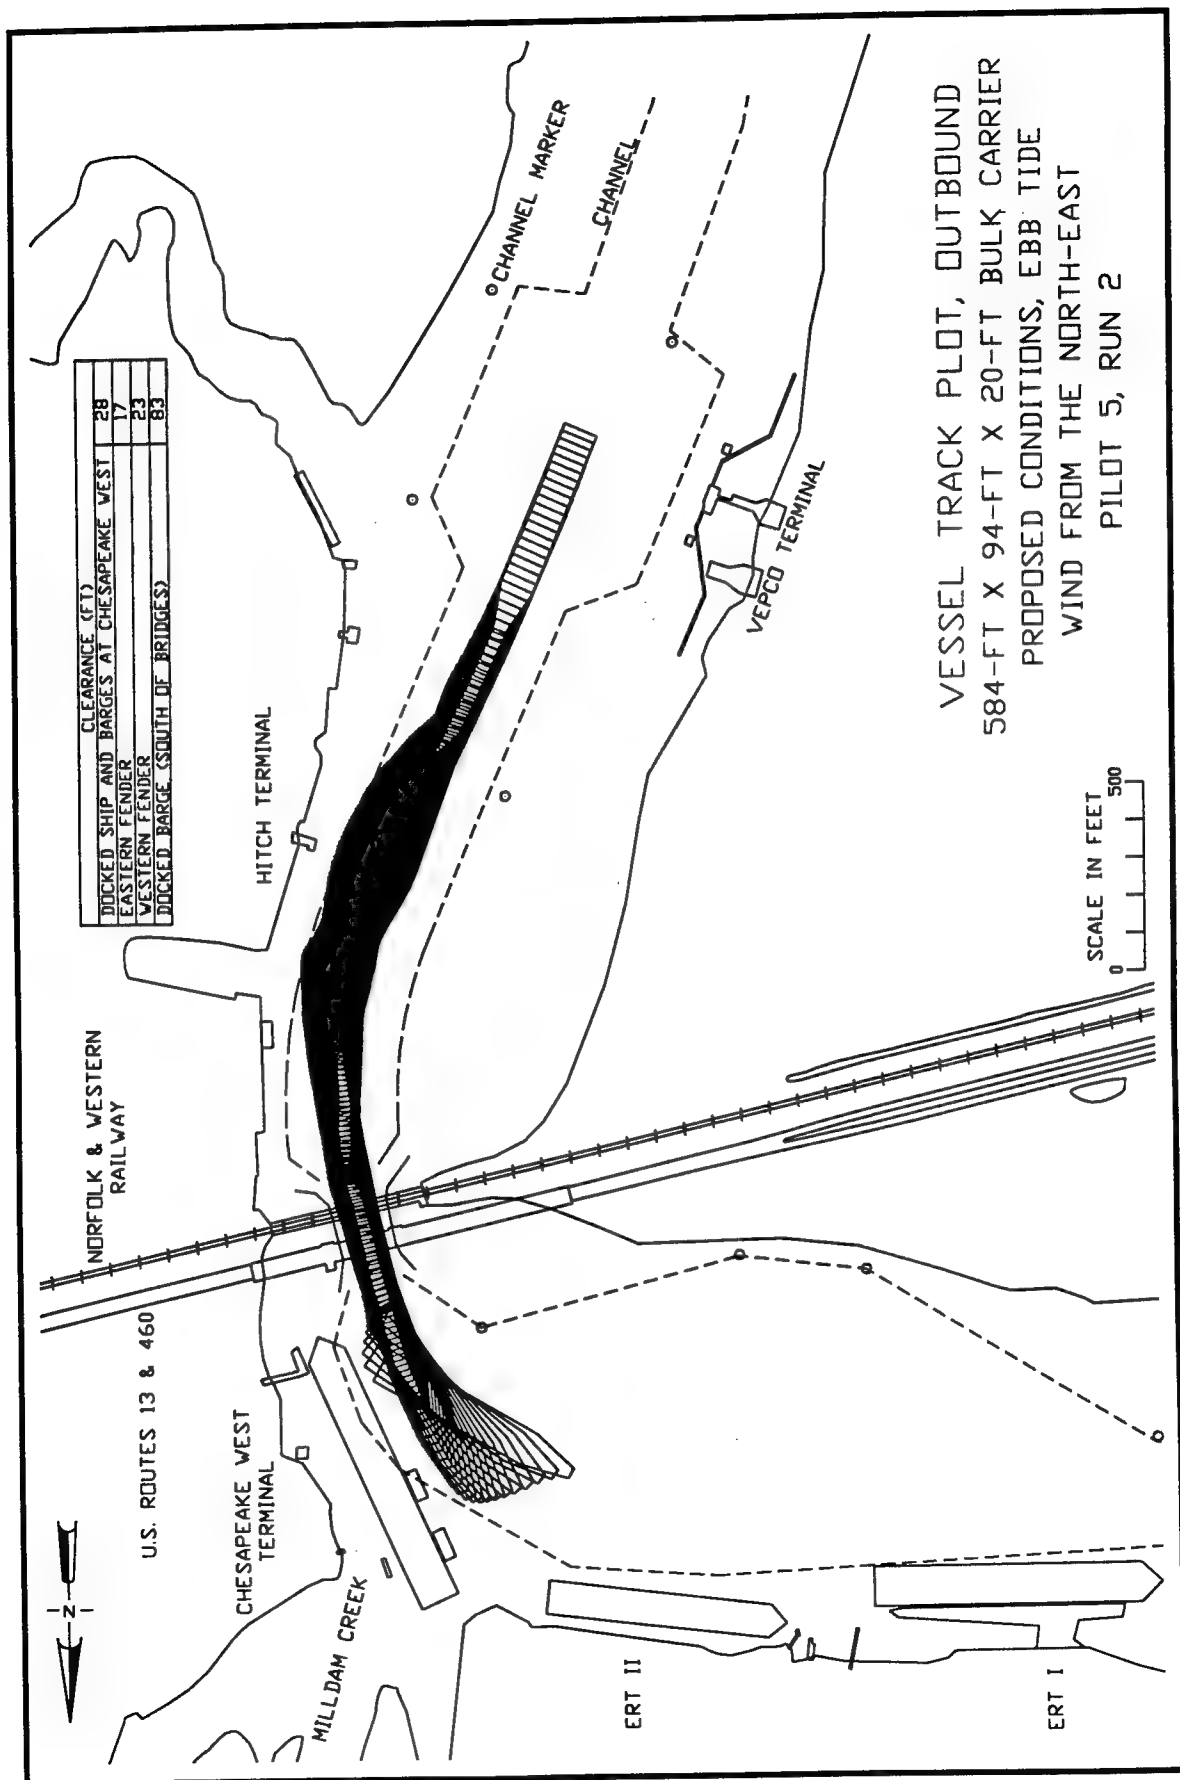 CLEARANCE (FT)
DOCKED SHIP AND BARGES AT CHESAPEAKE WEST 28
EASTERN FENDER 17
WESTERN FENDER 23
DOCKED BARGE (SOUTH OF BRIDGES) 83
NORFOLK & WESTERN
RAILWAY
U.S. ROUTES 13 & 460
HITCH TERMINAL
CHANNEL MARKER
CHANNEL
CHESAPEAKE WEST
TERMINAL
MILLDAM CREEK
N
VEPCO TERMINAL
ERT II
ERT I
SCALE IN FEET
0 500
VESSEL TRACK PLOT, OUTBOUND
584-FT X 94-FT X 20-FT BULK CARRIER
PROPOSED CONDITIONS, EBB TIDE
WIND FROM THE NORTH-EAST
PILOT 5, RUN 2